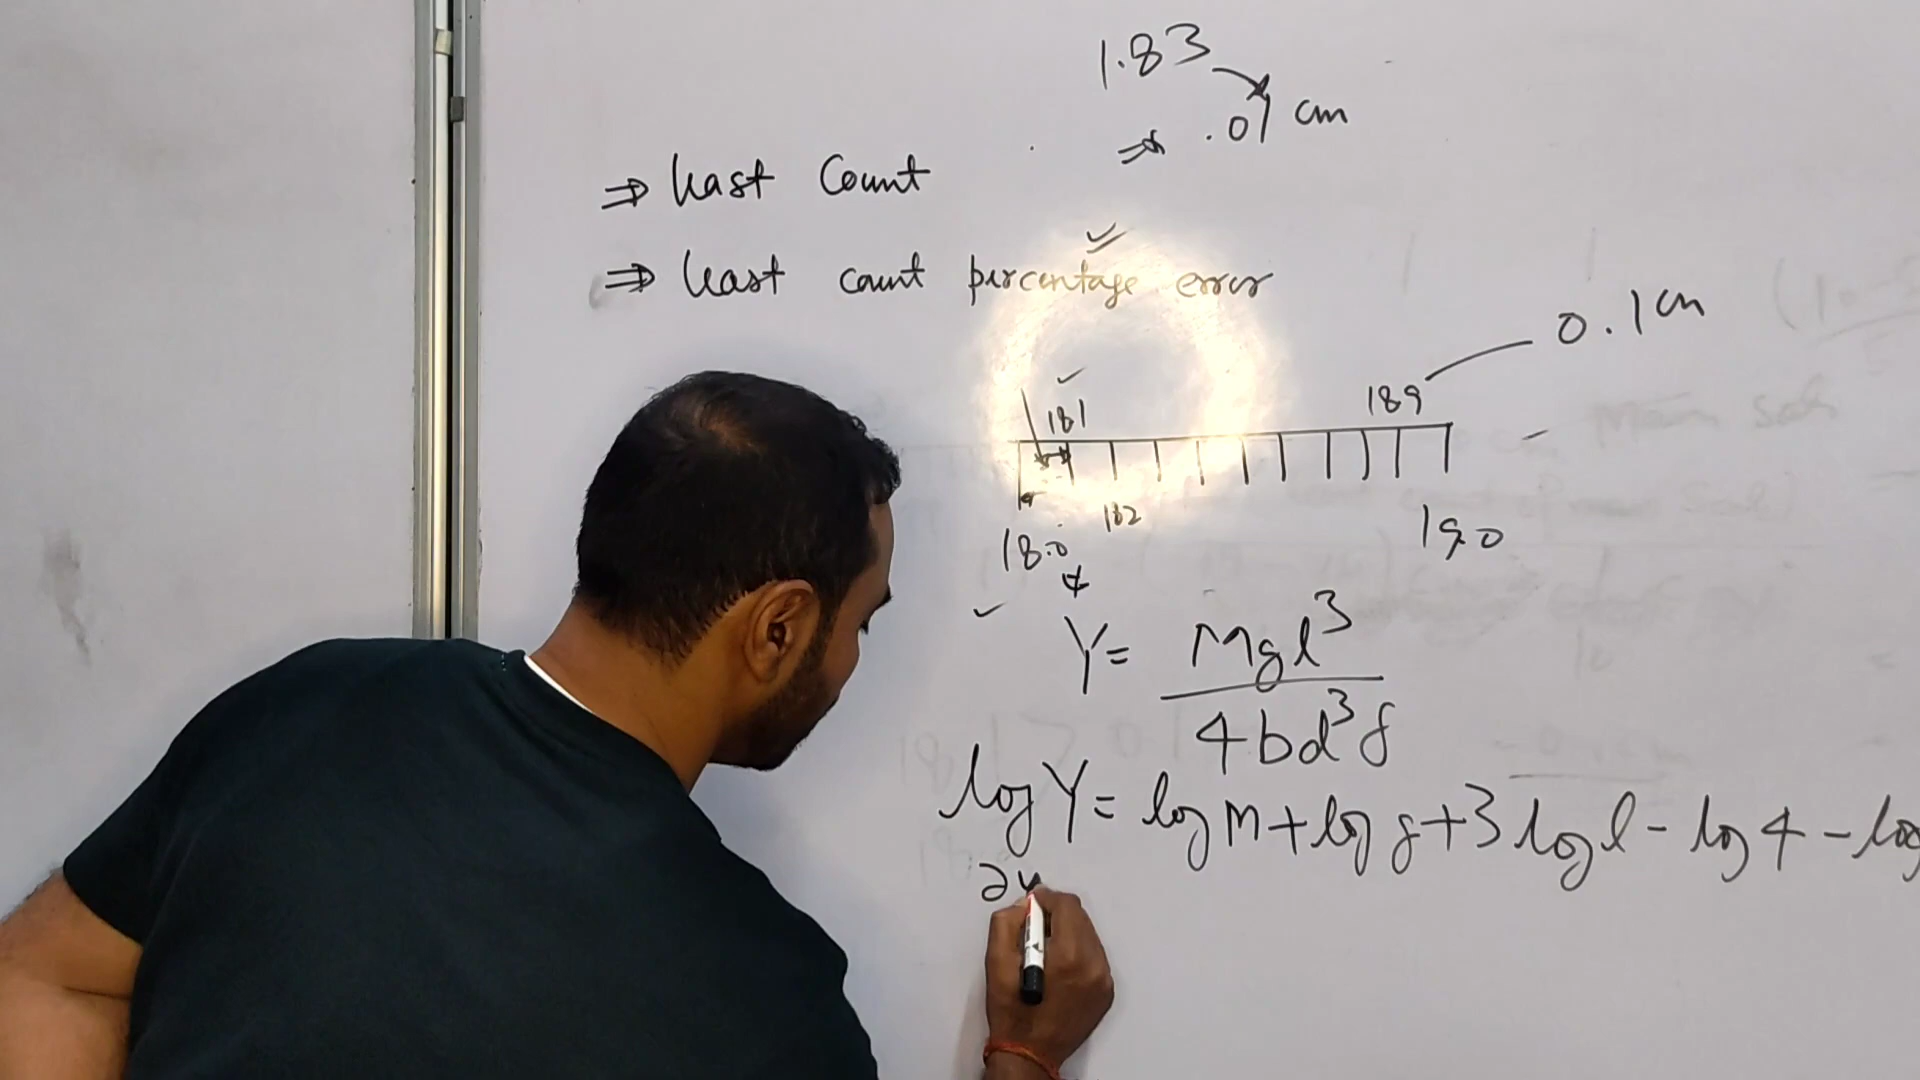 1.83
⇒ .01 cm
⇒ Least Count
⇒ least count percentage error
0.1 cm
181 189
182
180 190
Y = Mgl³
4bd³δ
log Y = log M + log g + 3 log l - log 4 - log
∂Y